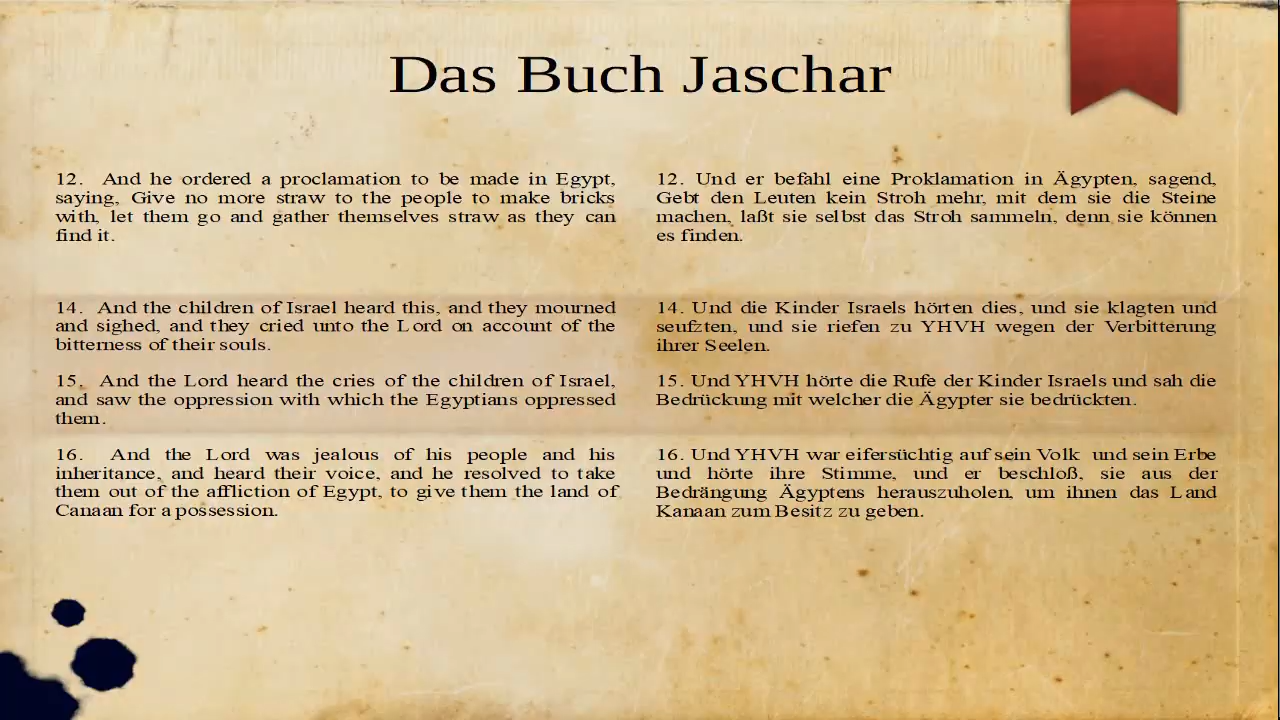 Das Buch Jaschar
12. And he ordered a proclamation to be made in Egypt,
saying, Give no more straw to the people to make bricks
with, let them go and gather themselves straw as they can
find it.
14. And the children of Israel heard this, and they mourned
and sighed, and they cried unto the Lord on account of the
bitterness of their souls.
15. And the Lord heard the cries of the children of Israel,
and saw the oppression with which the Egyptians oppressed
them.
16. And the Lord was jealous of his people and his
inheritance, and heard their voice, and he resolved to take
them out of the affliction of Egypt, to give them the land of
Canaan for a possession.
12. Und er befahl eine Proklamation in Ägypten, sagend,
Gebt den Leuten kein Stroh mehr, mit dem sie die Steine
machen, laßt sie selbst das Stroh sammeln, denn sie können
es finden.
14. Und die Kinder Israels hörten dies, und sie klagten und
seufzten, und sie riefen zu YHVH wegen der Verbitterung
ihrer Seelen.
15. Und YHVH hörte die Rufe der Kinder Israels und sah die
Bedrückung mit welcher die Ägypter sie bedrückten.
16. Und YHVH war eifersüchtig auf sein Volk und sein Erbe
und hörte ihre Stimme, und er beschloß, sie aus der
Bedrängung Ägyptens herauszuholen, um ihnen das Land
Kanaan zum Besitz zu geben.